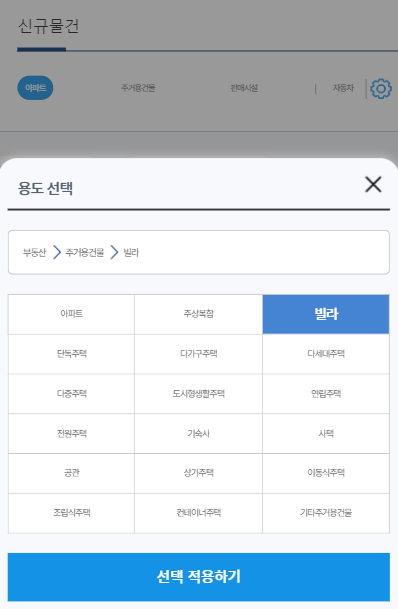 신규물건
아파트 주거용건물 판매시설 | 자동차
용도 선택
부동산 > 주거용건물 > 빌라
아파트 주상복합 빌라
단독주택 다가구주택 다세대주택
다중주택 도시형생활주택 연립주택
전원주택 기숙사 사택
공관 상가주택 이동식주택
조립식주택 컨테이너주택 기타주거용건물
선택 적용하기